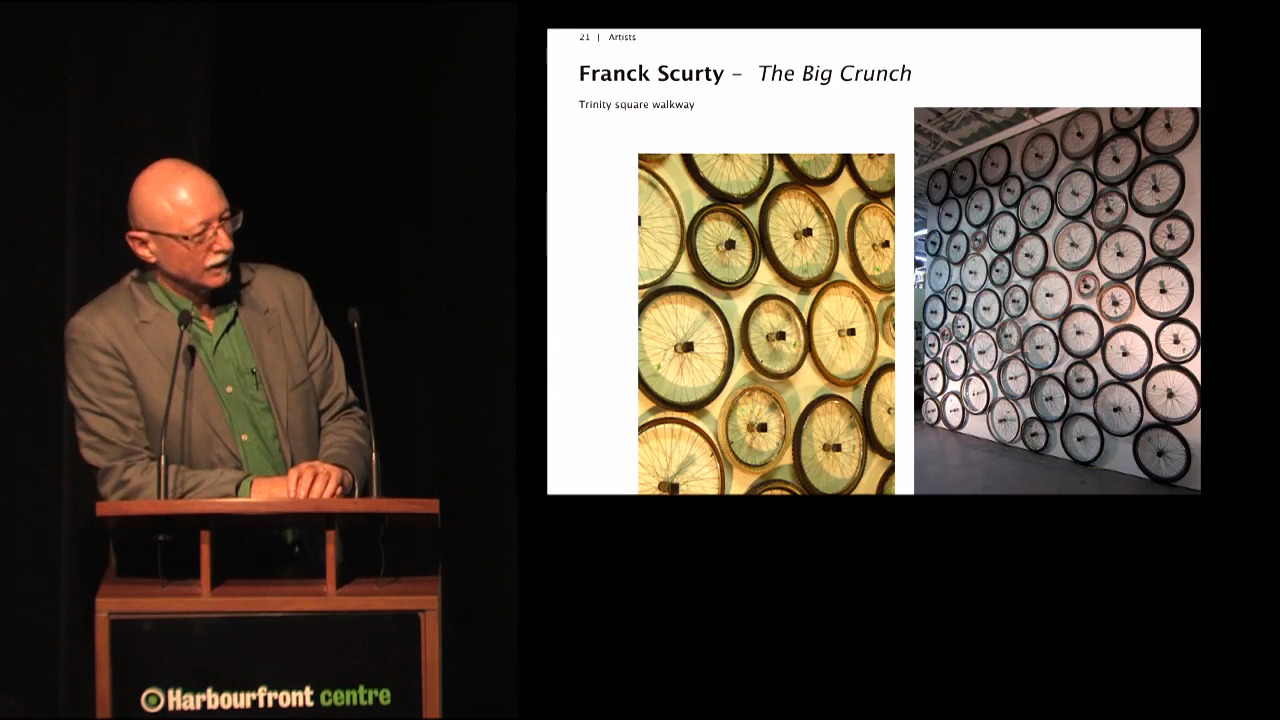 21 | Artists
Franck Scurty – The Big Crunch
Trinity square walkway
Harbourfront centre